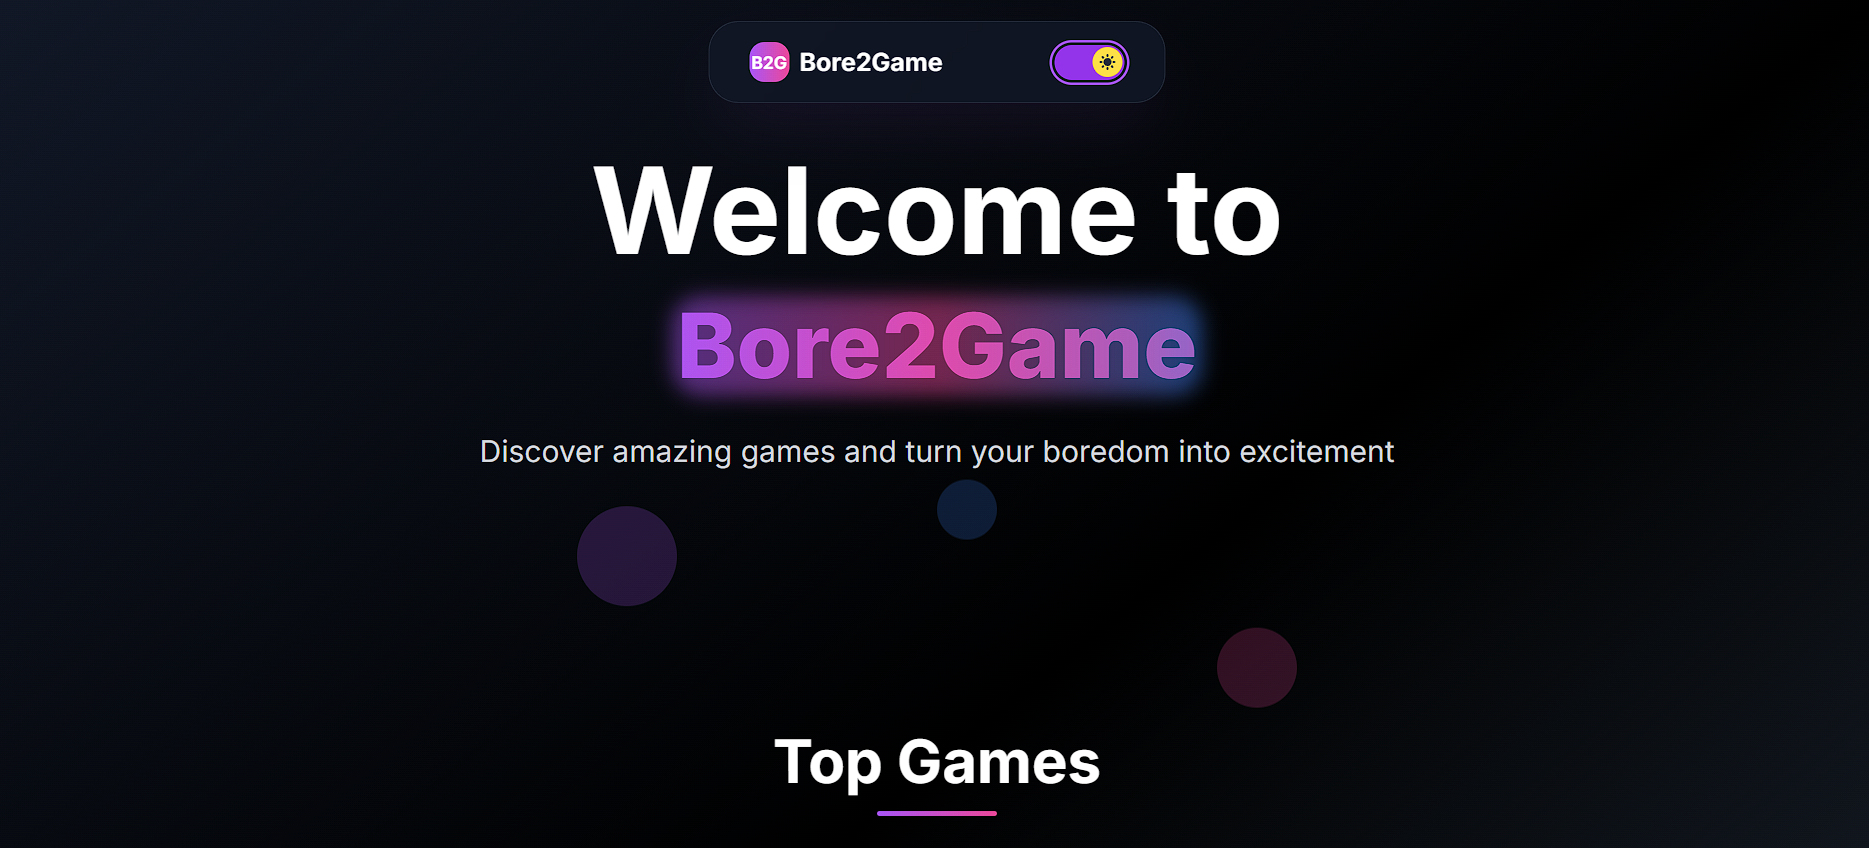 B2G Bore2Game
Welcome to
Bore2Game
Discover amazing games and turn your boredom into excitement
Top Games